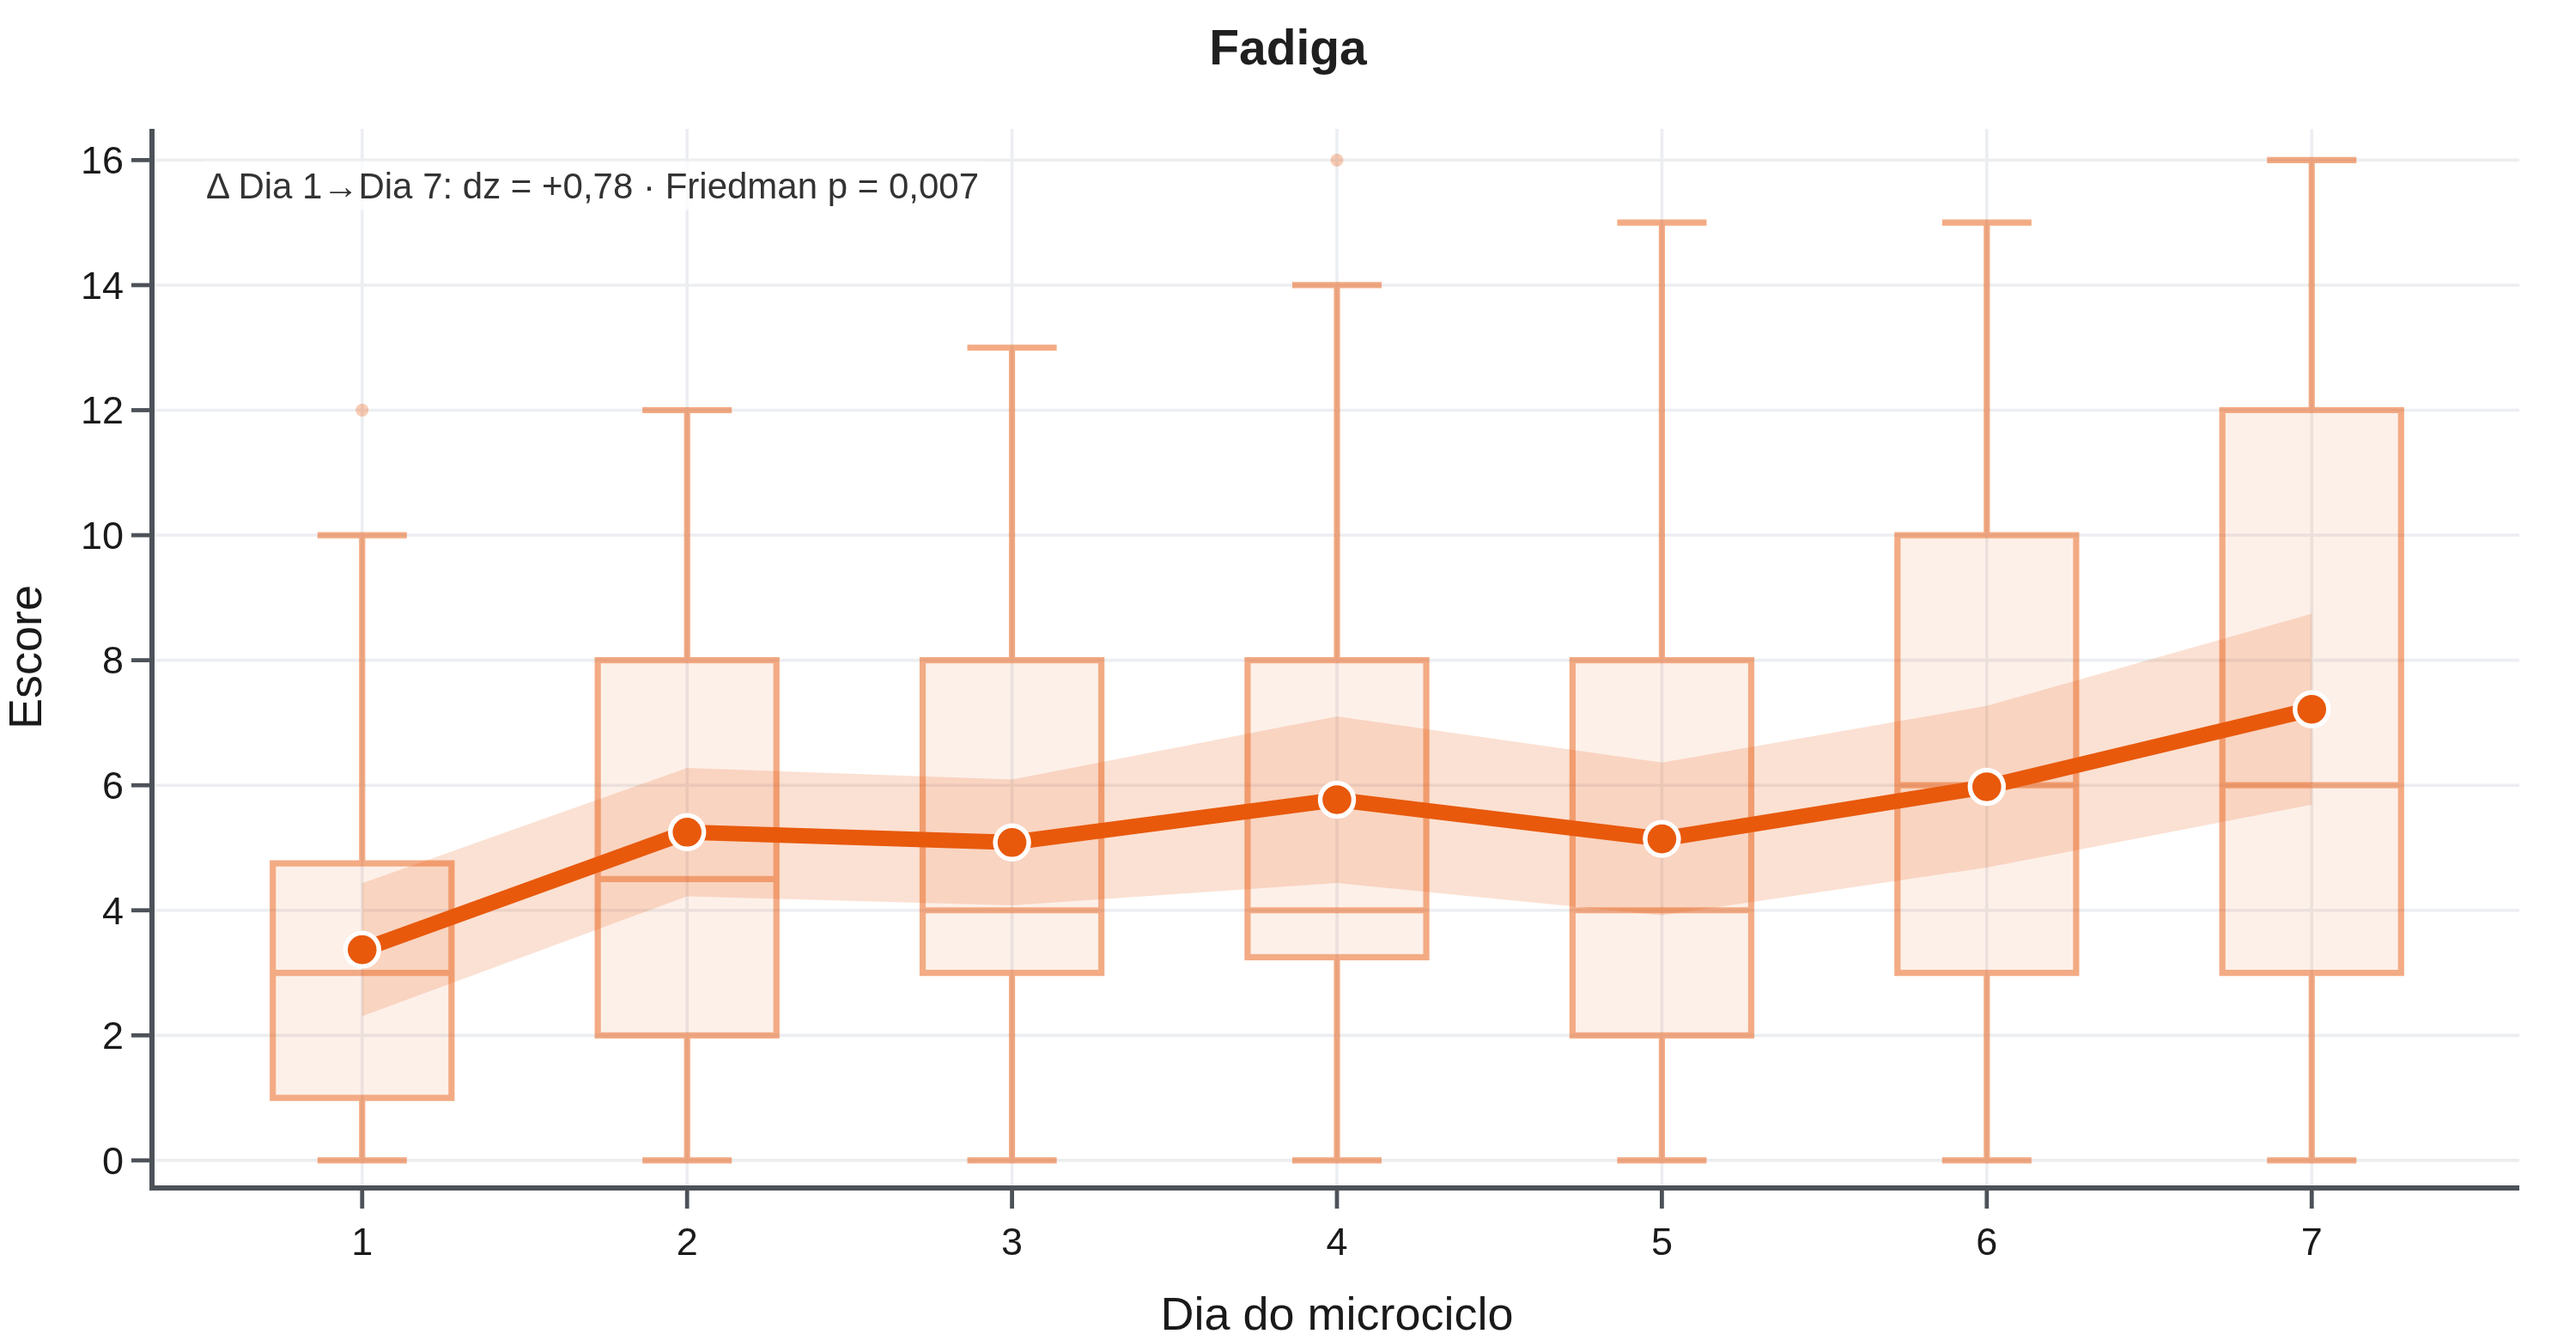 Fadiga
Δ Dia 1→Dia 7: dz = +0,78 · Friedman p = 0,007
16
14
12
10
8
6
4
2
0
Escore
1 2 3 4 5 6 7
Dia do microciclo